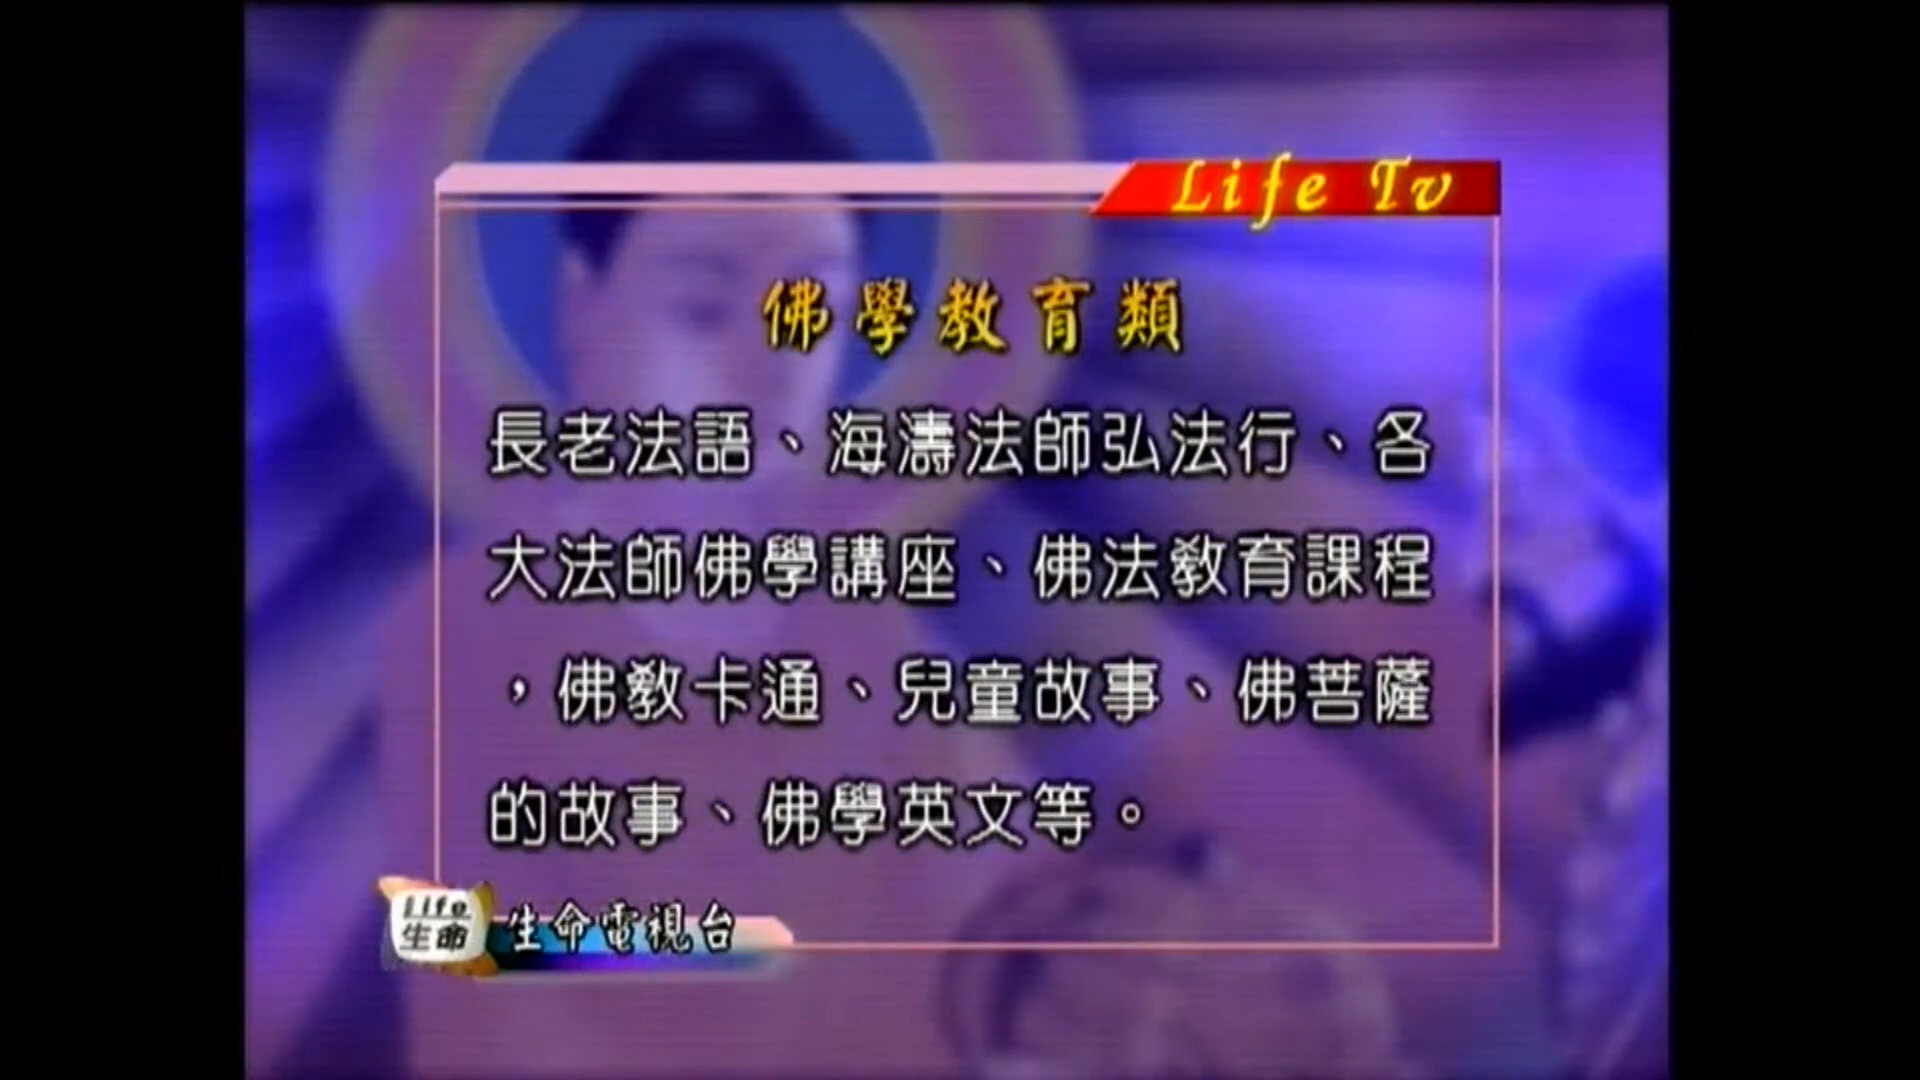 Life Tv
佛學教育類
長老法語、海濤法師弘法行、各
大法師佛學講座、佛法教育課程
，佛教卡通、兒童故事、佛菩薩
的故事、佛學英文等。
Life
生命
生命電視台